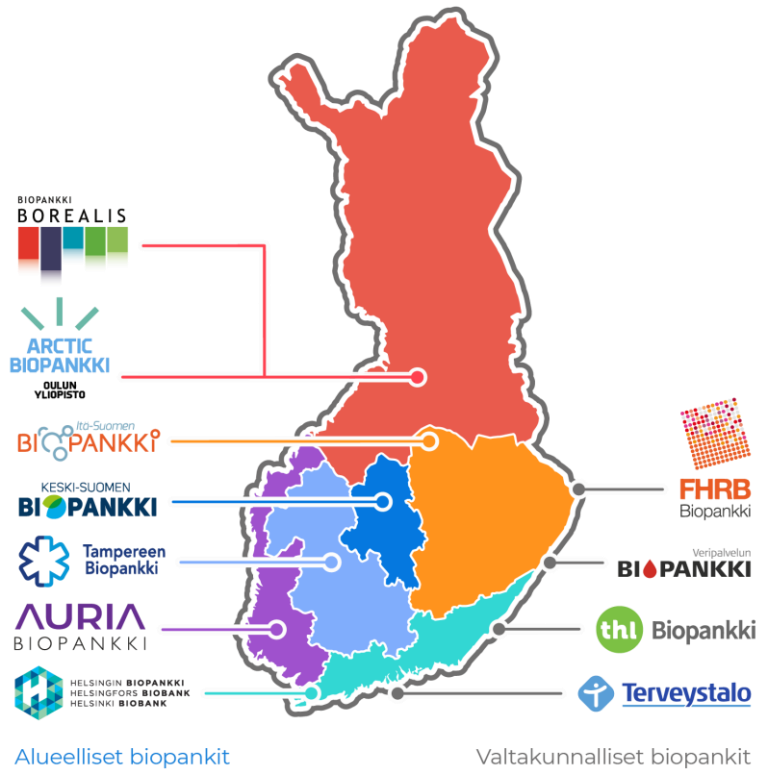 BIOPANKKI
BOREALIS
ARCTIC
BIOPANKKI
OULUN
YLIOPISTO
Itä-Suomen
BIOPANKKI
KESKI-SUOMEN
BIOPANKKI
Tampereen
Biopankki
AURIA
BIOPANKKI
HELSINGIN BIOPANKKI
HELSINGFORS BIOBANK
HELSINKI BIOBANK
Alueelliset biopankit
FHRB
Biopankki
Veripalvelun
BIOPANKKI
thl Biopankki
Terveystalo
Valtakunnalliset biopankit